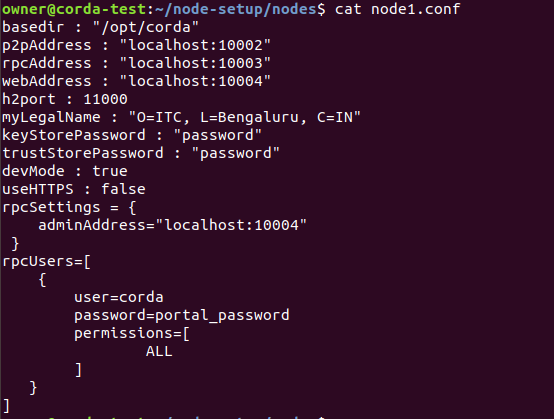 owner@corda-test:~/node-setup/nodes$ cat node1.conf
basedir : "/opt/corda"
p2pAddress : "localhost:10002"
rpcAddress : "localhost:10003"
webAddress : "localhost:10004"
h2port : 11000
myLegalName : "O=ITC, L=Bengaluru, C=IN"
keyStorePassword : "password"
trustStorePassword : "password"
devMode : true
useHTTPS : false
rpcSettings = {
    adminAddress="localhost:10004"
 }
rpcUsers=[
    {
        user=corda
        password=portal_password
        permissions=[
                ALL
        ]
   }
]